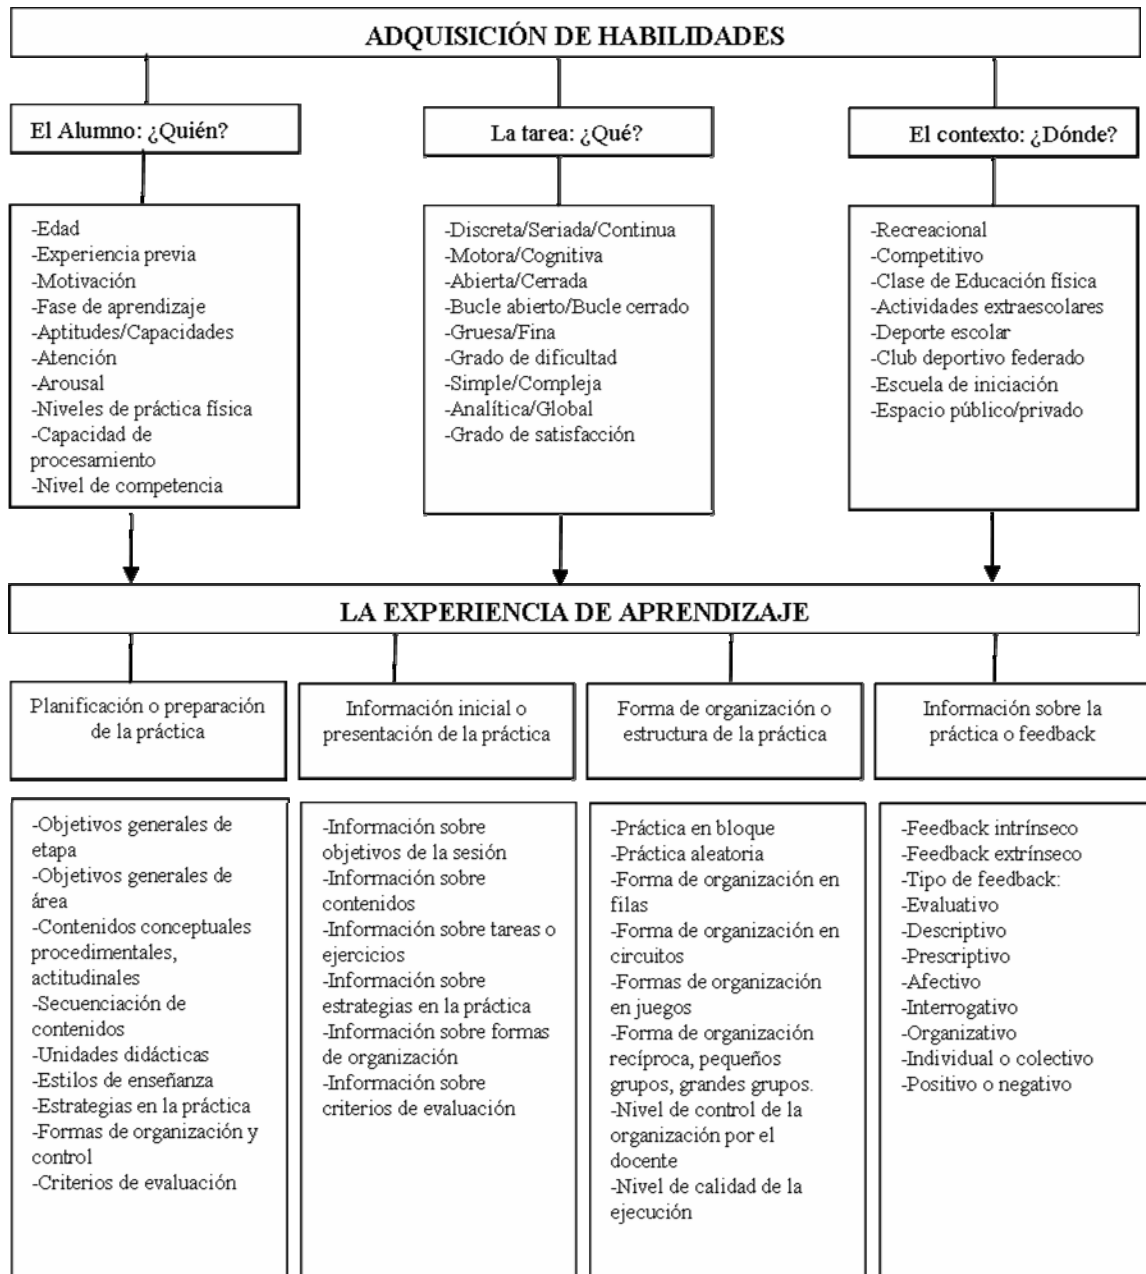 ADQUISICIÓN DE HABILIDADES
El Alumno: ¿Quién?
-Edad
-Experiencia previa
-Motivación
-Fase de aprendizaje
-Aptitudes/Capacidades
-Atención
-Arousal
-Niveles de práctica física
-Capacidad de
procesamiento
-Nivel de competencia
La tarea: ¿Qué?
-Discreta/Seriada/Continua
-Motora/Cognitiva
-Abierta/Cerrada
-Bucle abierto/Bucle cerrado
-Gruesa/Fina
-Grado de dificultad
-Simple/Compleja
-Analítica/Global
-Grado de satisfacción
El contexto: ¿Dónde?
-Recreacional
-Competitivo
-Clase de Educación física
-Actividades extraescolares
-Deporte escolar
-Club deportivo federado
-Escuela de iniciación
-Espacio público/privado
LA EXPERIENCIA DE APRENDIZAJE
Planificación o preparación
de la práctica
-Objetivos generales de
etapa
-Objetivos generales de
área
-Contenidos conceptuales
procedimentales,
actitudinales
-Secuenciación de
contenidos
-Unidades didácticas
-Estilos de enseñanza
-Estrategias en la práctica
-Formas de organización y
control
-Criterios de evaluación
Información inicial o
presentación de la práctica
-Información sobre
objetivos de la sesión
-Información sobre
contenidos
-Información sobre tareas o
ejercicios
-Información sobre
estrategias en la práctica
-Información sobre formas
de organización
-Información sobre
criterios de evaluación
Forma de organización o
estructura de la práctica
-Práctica en bloque
-Práctica aleatoria
-Forma de organización en
filas
-Forma de organización en
circuitos
-Formas de organización
en juegos
-Forma de organización
recíproca, pequeños
grupos, grandes grupos.
-Nivel de control de la
organización por el
docente
-Nivel de calidad de la
ejecución
Información sobre la
práctica o feedback
-Feedback intrínseco
-Feedback extrínseco
-Tipo de feedback:
-Evaluativo
-Descriptivo
-Prescriptivo
-Afectivo
-Interrogativo
-Organizativo
-Individual o colectivo
-Positivo o negativo